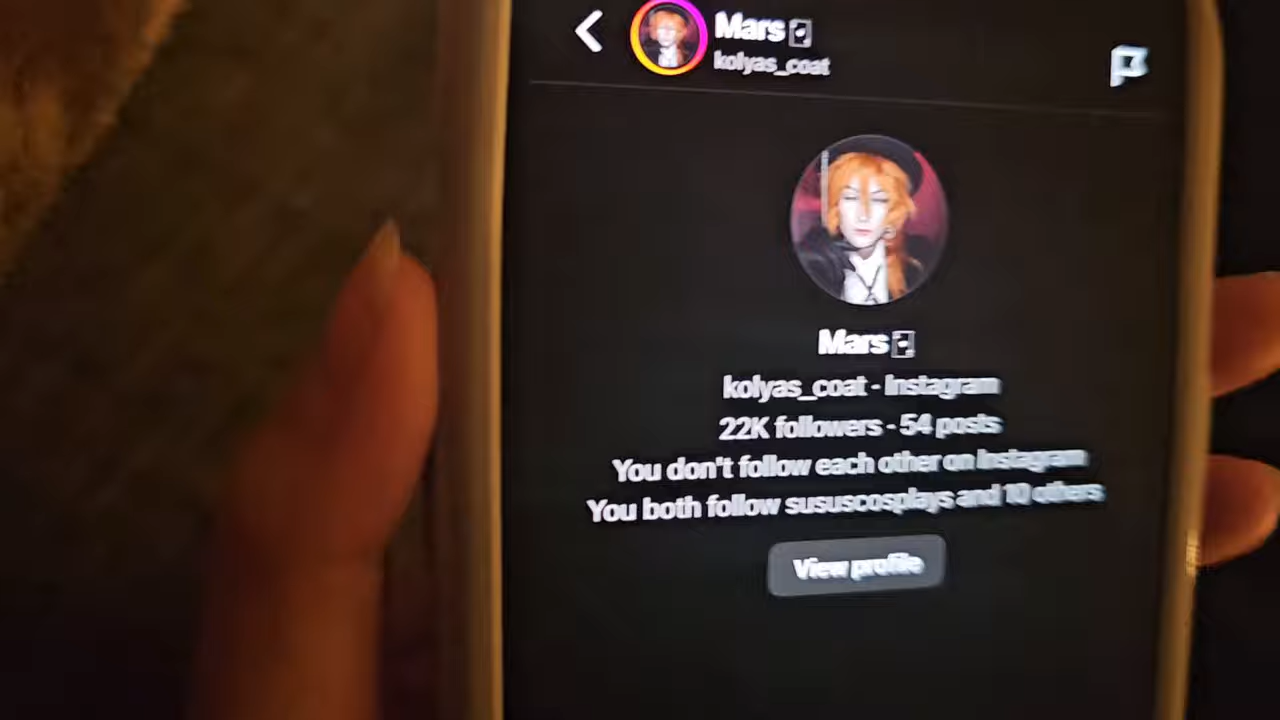 Mars
kolyas_coat
Mars
kolyas_coat - Instagram
22K followers - 54 posts
You don't follow each other on Instagram
You both follow sususcosplays and 10 others
View profile